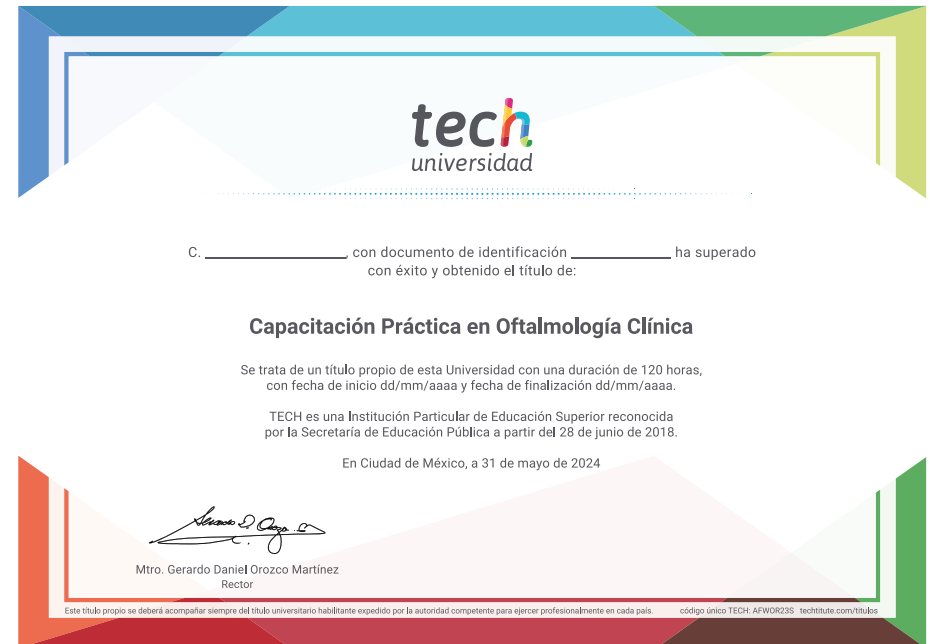 tech
universidad
C. ____________, con documento de identificación ____________ ha superado
con éxito y obtenido el título de:
Capacitación Práctica en Oftalmología Clínica
Se trata de un título propio de esta Universidad con una duración de 120 horas,
con fecha de inicio dd/mm/aaaa y fecha de finalización dd/mm/aaaa.
TECH es una Institución Particular de Educación Superior reconocida
por la Secretaría de Educación Pública a partir del 28 de junio de 2018.
En Ciudad de México, a 31 de mayo de 2024
Mtro. Gerardo Daniel Orozco Martínez
Rector
Este título propio se deberá acompañar siempre del título universitario habilitante expedido por la autoridad competente para ejercer profesionalmente en cada país. código único TECH: AFWOR23S techtitute.com/titulos